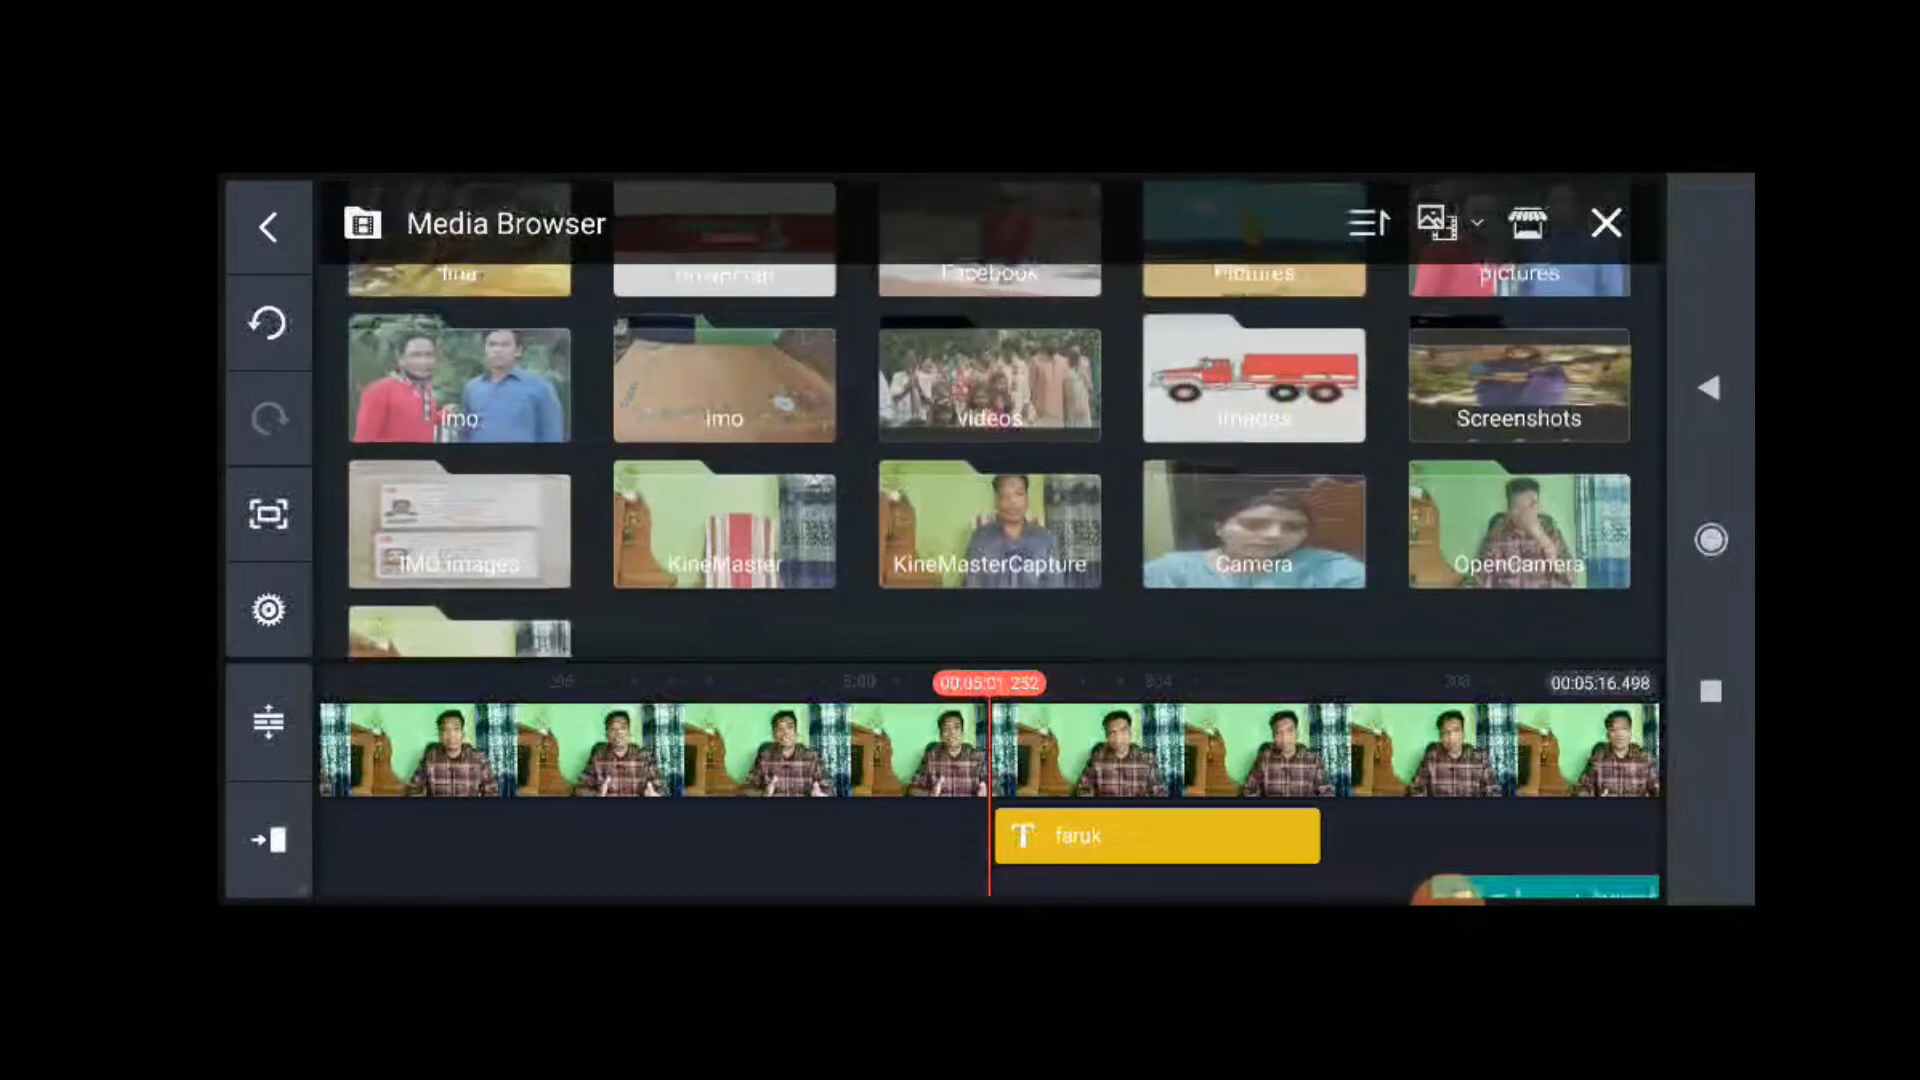 Media Browser
Facebook
Pictures
pictures
imo
imo
videos
images
Screenshots
IMO images
KineMaster
KineMasterCapture
Camera
OpenCamera
00:05:01.252
00:05:16.498
faruk